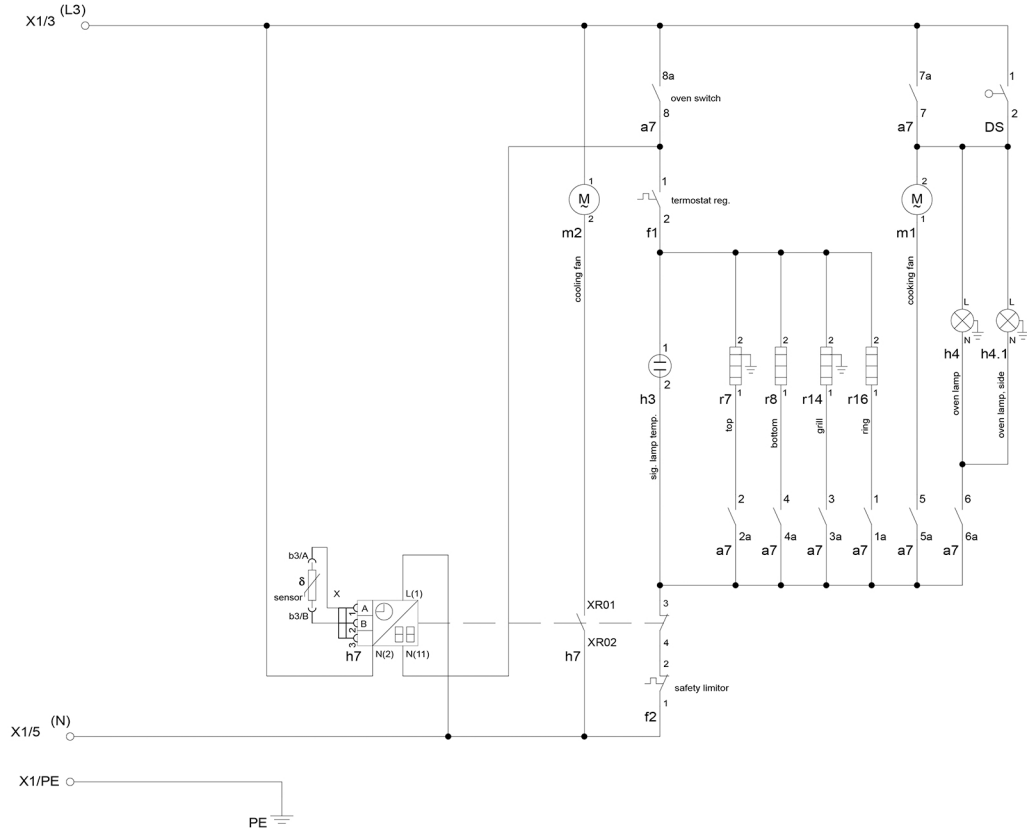 (L3)
X1/3
8a
oven switch
8
a7
7a
7
a7
1
2
DS
1
M
~
2
m2
cooling fan
1
termostat reg.
2
f1
2
M
~
1
m1
cooking fan
L
N
h4
oven lamp
L
N
h4.1
oven lamp, side
1
2
h3
sig. lamp temp.
2
1
r7
top
2
1
r8
bottom
2
1
r14
grill
2
1
r16
ring
2
2a
a7
4
4a
a7
3
3a
a7
1
1a
a7
5
5a
a7
6
6a
a7
b3/A
δ
sensor
b3/B
X
1
2
3
A
B
L(1)
h7
N(2)
N(11)
XR01
XR02
h7
3
4
2
safety limitor
1
f2
(N)
X1/5
X1/PE
PE